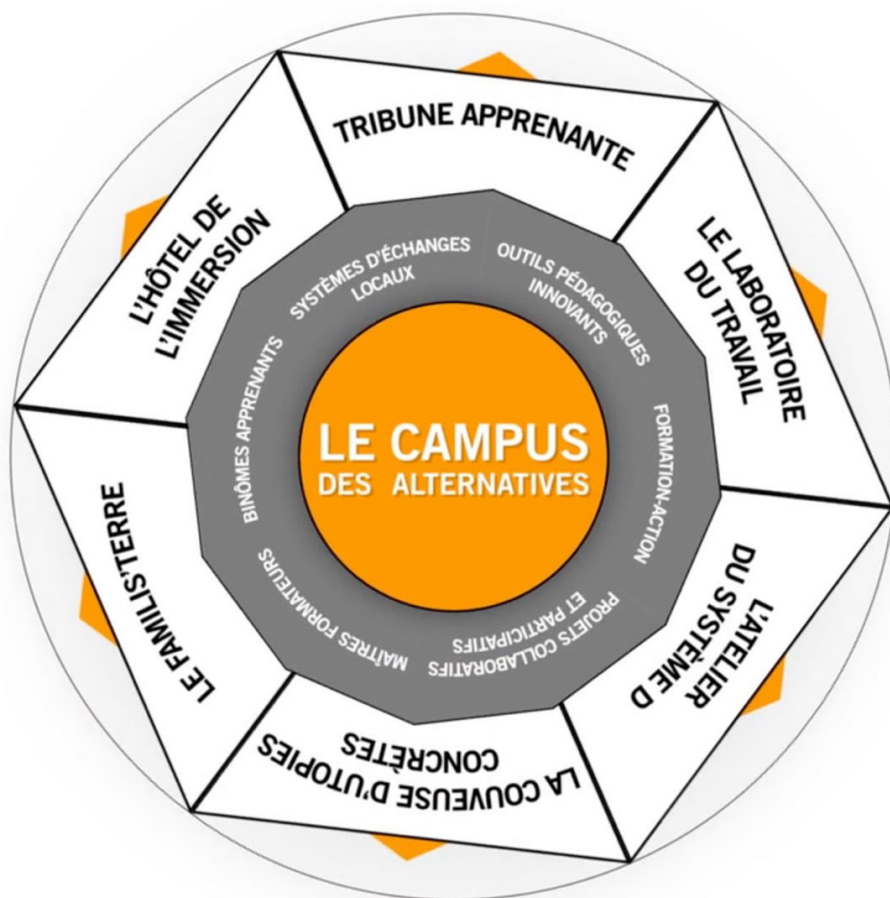 TRIBUNE APPRENANTE
LE LABORATOIRE
DU TRAVAIL
L'ATELIER
DU SYSTÈME D
LA COUVEUSE D'UTOPIES
CONCRÈTES
LE FAMILIS'TERRE
L'HÔTEL DE
L'IMMERSION
SYSTÈMES D'ÉCHANGES
LOCAUX
OUTILS PÉDAGOGIQUES
INNOVANTS
FORMATION-ACTION
PROJETS COLLABORATIFS
ET PARTICIPATIFS
MAÎTRES FORMATEURS
BINÔMES APPRENANTS
LE CAMPUS
DES ALTERNATIVES